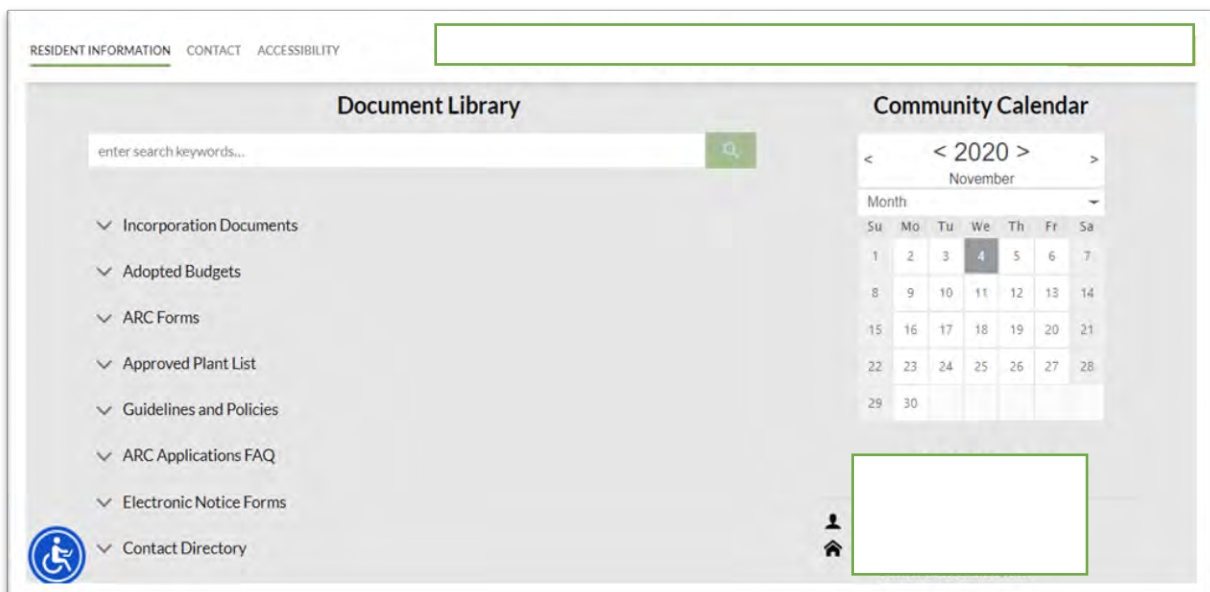 RESIDENT INFORMATION CONTACT ACCESSIBILITY
Document Library
enter search keywords...
Incorporation Documents
Adopted Budgets
ARC Forms
Approved Plant List
Guidelines and Policies
ARC Applications FAQ
Electronic Notice Forms
Contact Directory
Community Calendar
< < 2020 > >
November
Month
Su Mo Tu We Th Fr Sa
1 2 3 4 5 6 7
8 9 10 11 12 13 14
15 16 17 18 19 20 21
22 23 24 25 26 27 28
29 30